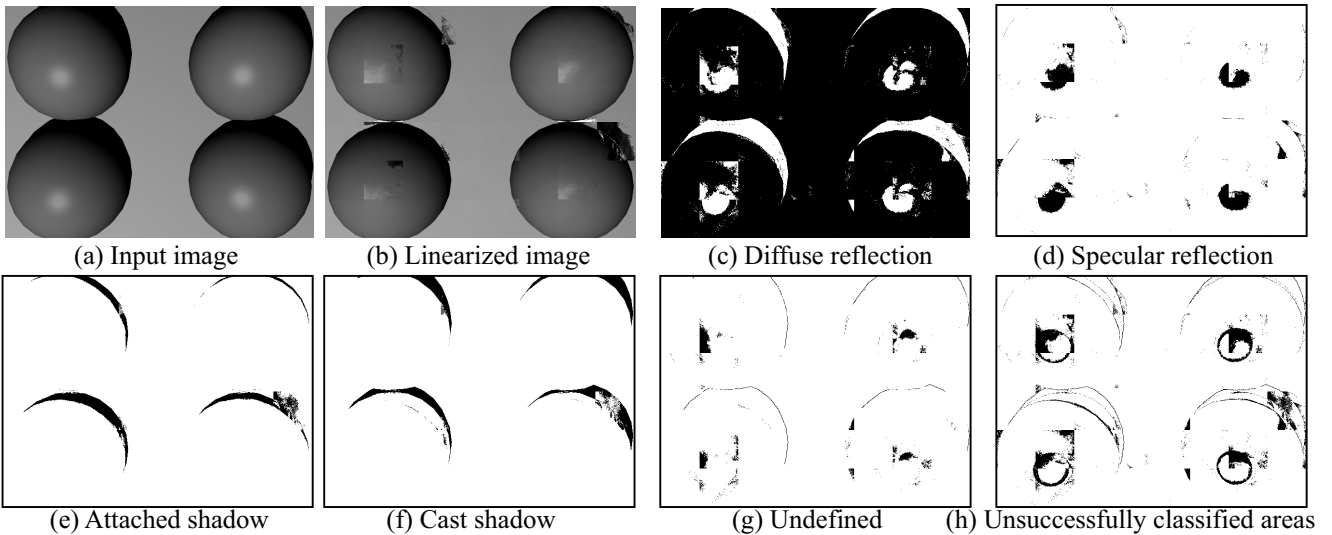 (a) Input image
(b) Linearized image
(c) Diffuse reflection
(d) Specular reflection
(e) Attached shadow
(f) Cast shadow
(g) Undefined
(h) Unsuccessfully classified areas